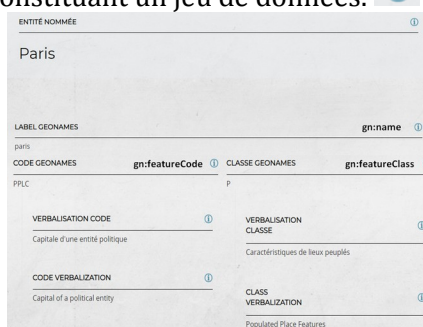 onstituant un jeu de données.
ENTITÉ NOMMÉE
Paris
LABEL GEONAMES gn:name
paris
CODE GEONAMES gn:featureCode CLASSE GEONAMES gn:featureClass
PPLC P
VERBALISATION CODE
Capitale d'une entité politique
VERBALISATION
CLASSE
Caractéristiques de lieux peuplés
CODE VERBALIZATION
Capital of a political entity
CLASS
VERBALIZATION
Populated Place Features